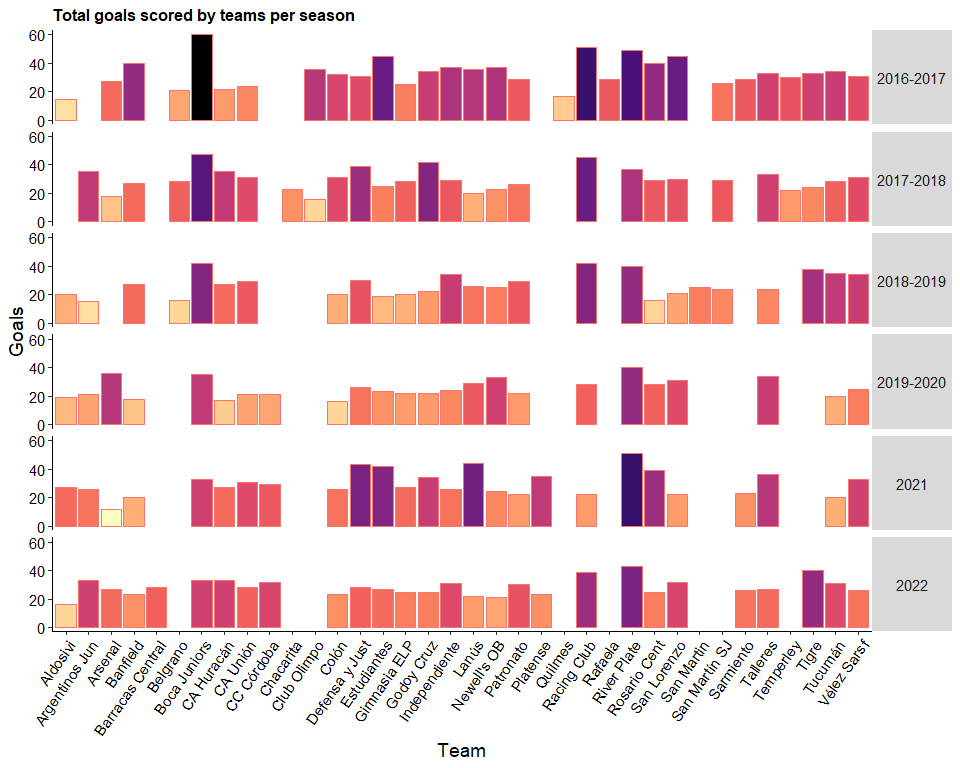 Total goals scored by teams per season
60
40
20
0
2016-2017
60
40
20
0
2017-2018
60
40
20
0
2018-2019
60
40
20
0
2019-2020
60
40
20
0
2021
60
40
20
0
2022
Goals
Aldosivi
Argentinos Jun
Arsenal
Banfield
Barracas Central
Belgrano
Boca Juniors
CA Huracán
CA Unión
CC Córdoba
Chacarita
Club Olimpo
Colón
Defensa y Just
Estudiantes
Gimnasia ELP
Godoy Cruz
Independiente
Lanús
Newell's OB
Patronato
Platense
Quilmes
Racing Club
Rafaela
River Plate
Rosario Cent
San Lorenzo
San Martín
San Martín SJ
Sarmiento
Talleres
Temperley
Tigre
Tucumán
Vélez Sarsf
Team